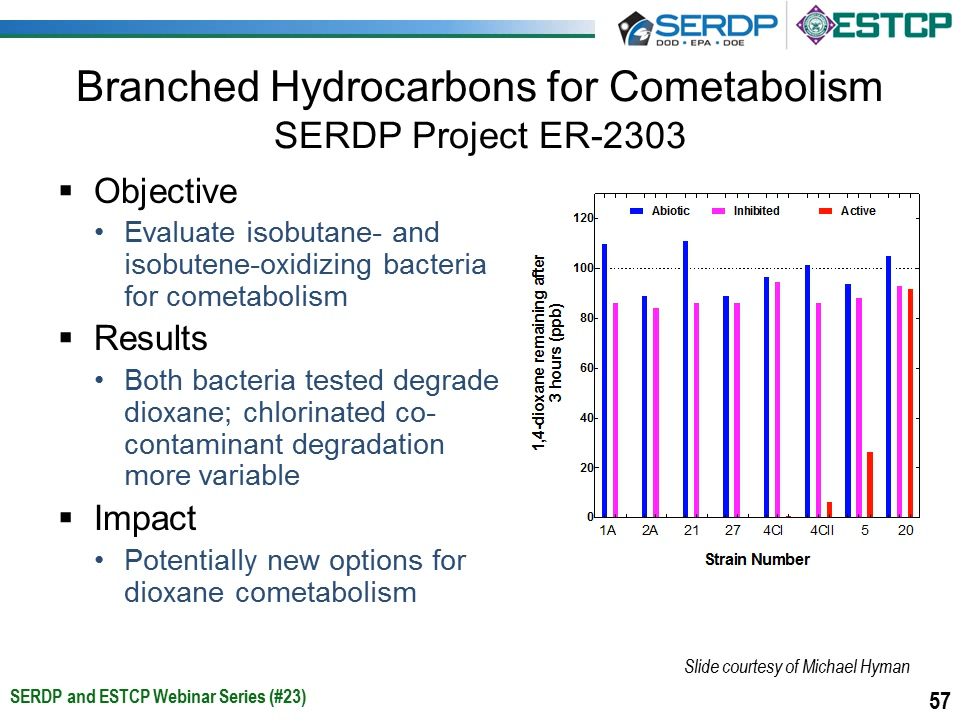 SERDP
DOD • EPA • DOE
ESTCP
Branched Hydrocarbons for Cometabolism
SERDP Project ER-2303
▪ Objective
• Evaluate isobutane- and
isobutene-oxidizing bacteria
for cometabolism
▪ Results
• Both bacteria tested degrade
dioxane; chlorinated co-
contaminant degradation
more variable
▪ Impact
• Potentially new options for
dioxane cometabolism
1,4-dioxane remaining after
3 hours (ppb)
Abiotic Inhibited Active
120
100
80
60
40
20
0
1A 2A 21 27 4CI 4CII 5 20
Strain Number
Slide courtesy of Michael Hyman
SERDP and ESTCP Webinar Series (#23)
57